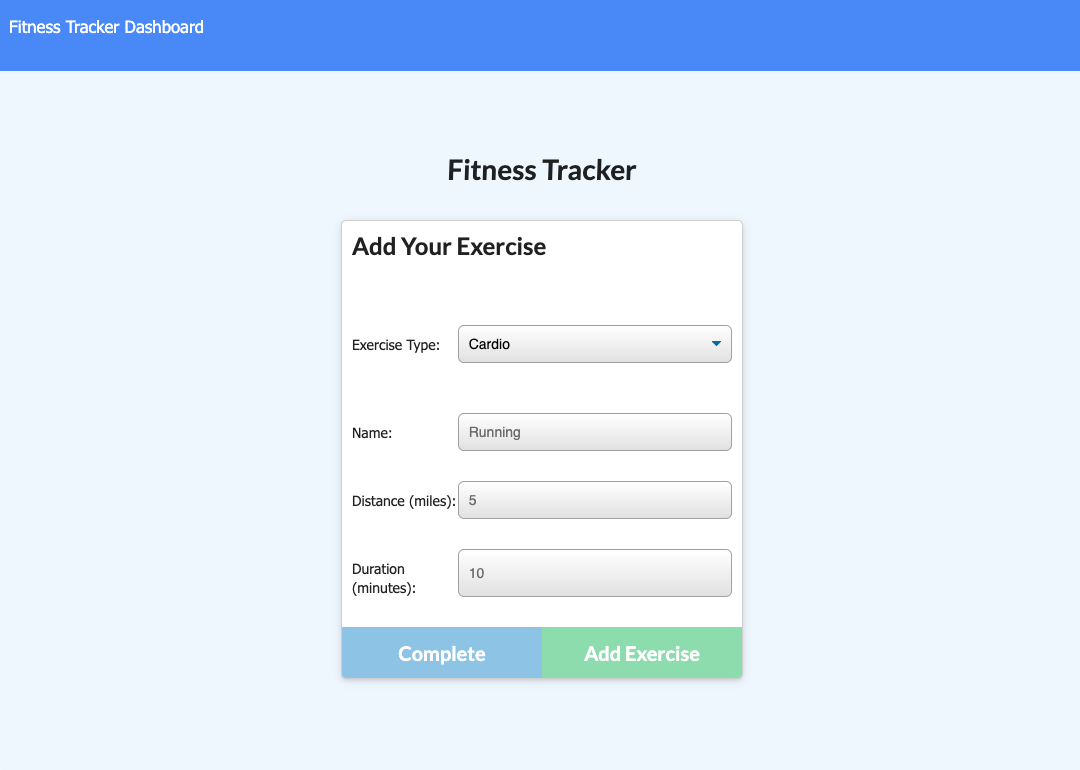 Fitness Tracker Dashboard
Fitness Tracker
Add Your Exercise
Exercise Type: Cardio
Name: Running
Distance (miles): 5
Duration
(minutes): 10
Complete Add Exercise